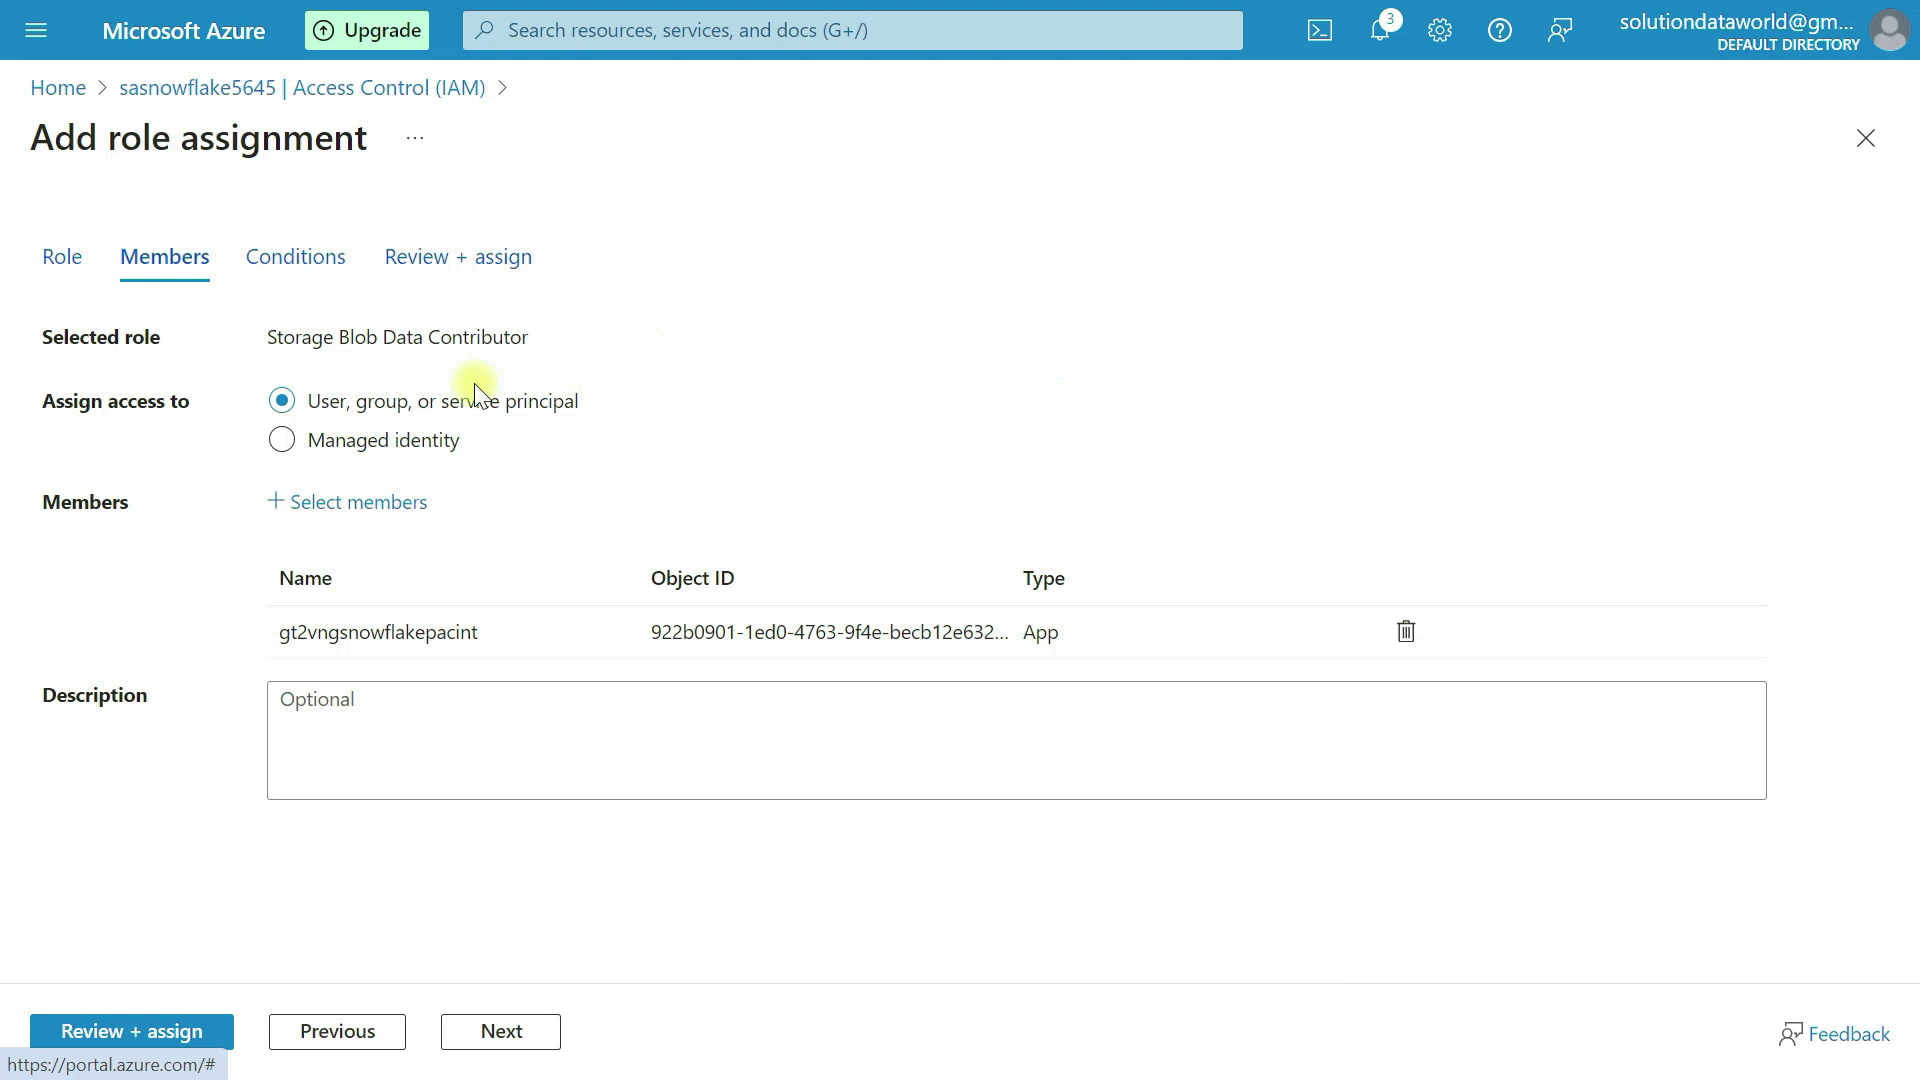 Microsoft Azure
Upgrade
Search resources, services, and docs (G+/)
3
solutiondataworld@gm...
DEFAULT DIRECTORY
Home > sasnowflake5645 | Access Control (IAM) >
Add role assignment ...
Role Members Conditions Review + assign
Selected role Storage Blob Data Contributor
Assign access to User, group, or service principal
Managed identity
Members + Select members
Name Object ID Type
gt2vngsnowflakepacint 922b0901-1ed0-4763-9f4e-becb12e632... App
Description Optional
Review + assign Previous Next Feedback
https://portal.azure.com/#